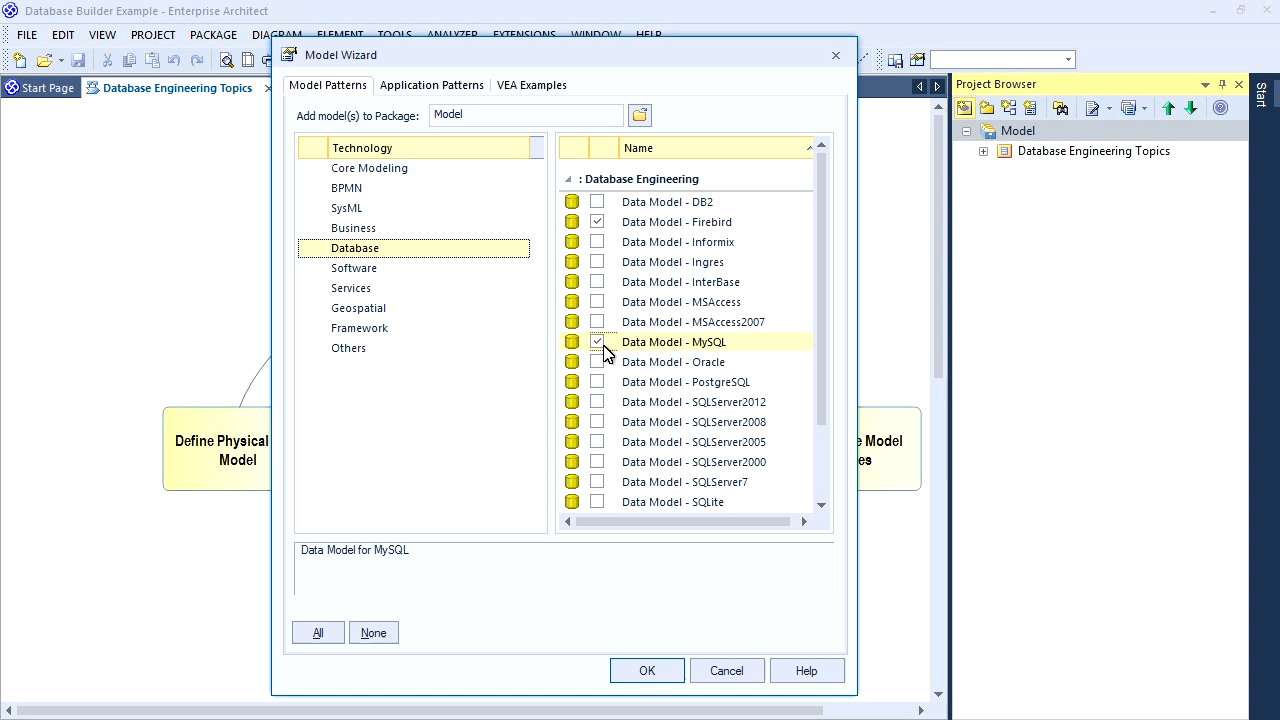 Database Builder Example - Enterprise Architect
FILE EDIT VIEW PROJECT PACKAGE DIAGRAM ELEMENT TOOLS ANALYZER EXTENSIONS WINDOW HELP
Start Page
Database Engineering Topics
Model Wizard
Model Patterns
Application Patterns
VEA Examples
Add model(s) to Package:
Model
Technology
Core Modeling
BPMN
SysML
Business
Database
Software
Services
Geospatial
Framework
Others
Name
: Database Engineering
Data Model - DB2
Data Model - Firebird
Data Model - Informix
Data Model - Ingres
Data Model - InterBase
Data Model - MSAccess
Data Model - MSAccess2007
Data Model - MySQL
Data Model - Oracle
Data Model - PostgreSQL
Data Model - SQLServer2012
Data Model - SQLServer2008
Data Model - SQLServer2005
Data Model - SQLServer2000
Data Model - SQLServer7
Data Model - SQLite
Data Model for MySQL
All
None
OK
Cancel
Help
Define Physical
Model
e Model
es
Project Browser
Model
Database Engineering Topics
Start